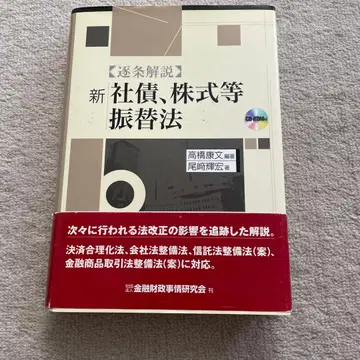 【逐条解説】
新 社債、株式等
振替法
CD-ROM付
高橋康文 編著
尾﨑輝宏 著
次々に行われる法改正の影響を追跡した解説。
決済合理化法、会社法整備法、信託法整備法(案)、
金融商品取引法整備法(案)に対応。
金融財政事情研究会 刊